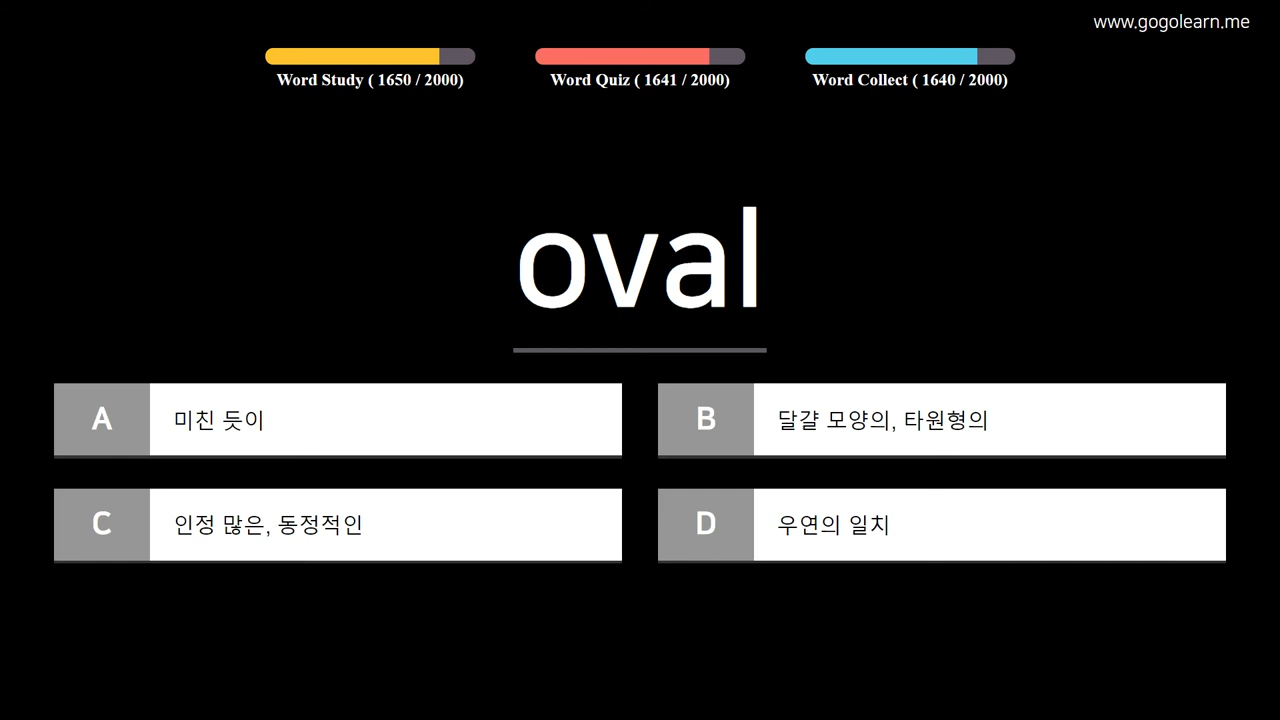 www.gogolearn.me
Word Study ( 1650 / 2000)
Word Quiz ( 1641 / 2000)
Word Collect ( 1640 / 2000)
oval
A 미친 듯이
B 달걀 모양의, 타원형의
C 인정 많은, 동정적인
D 우연의 일치